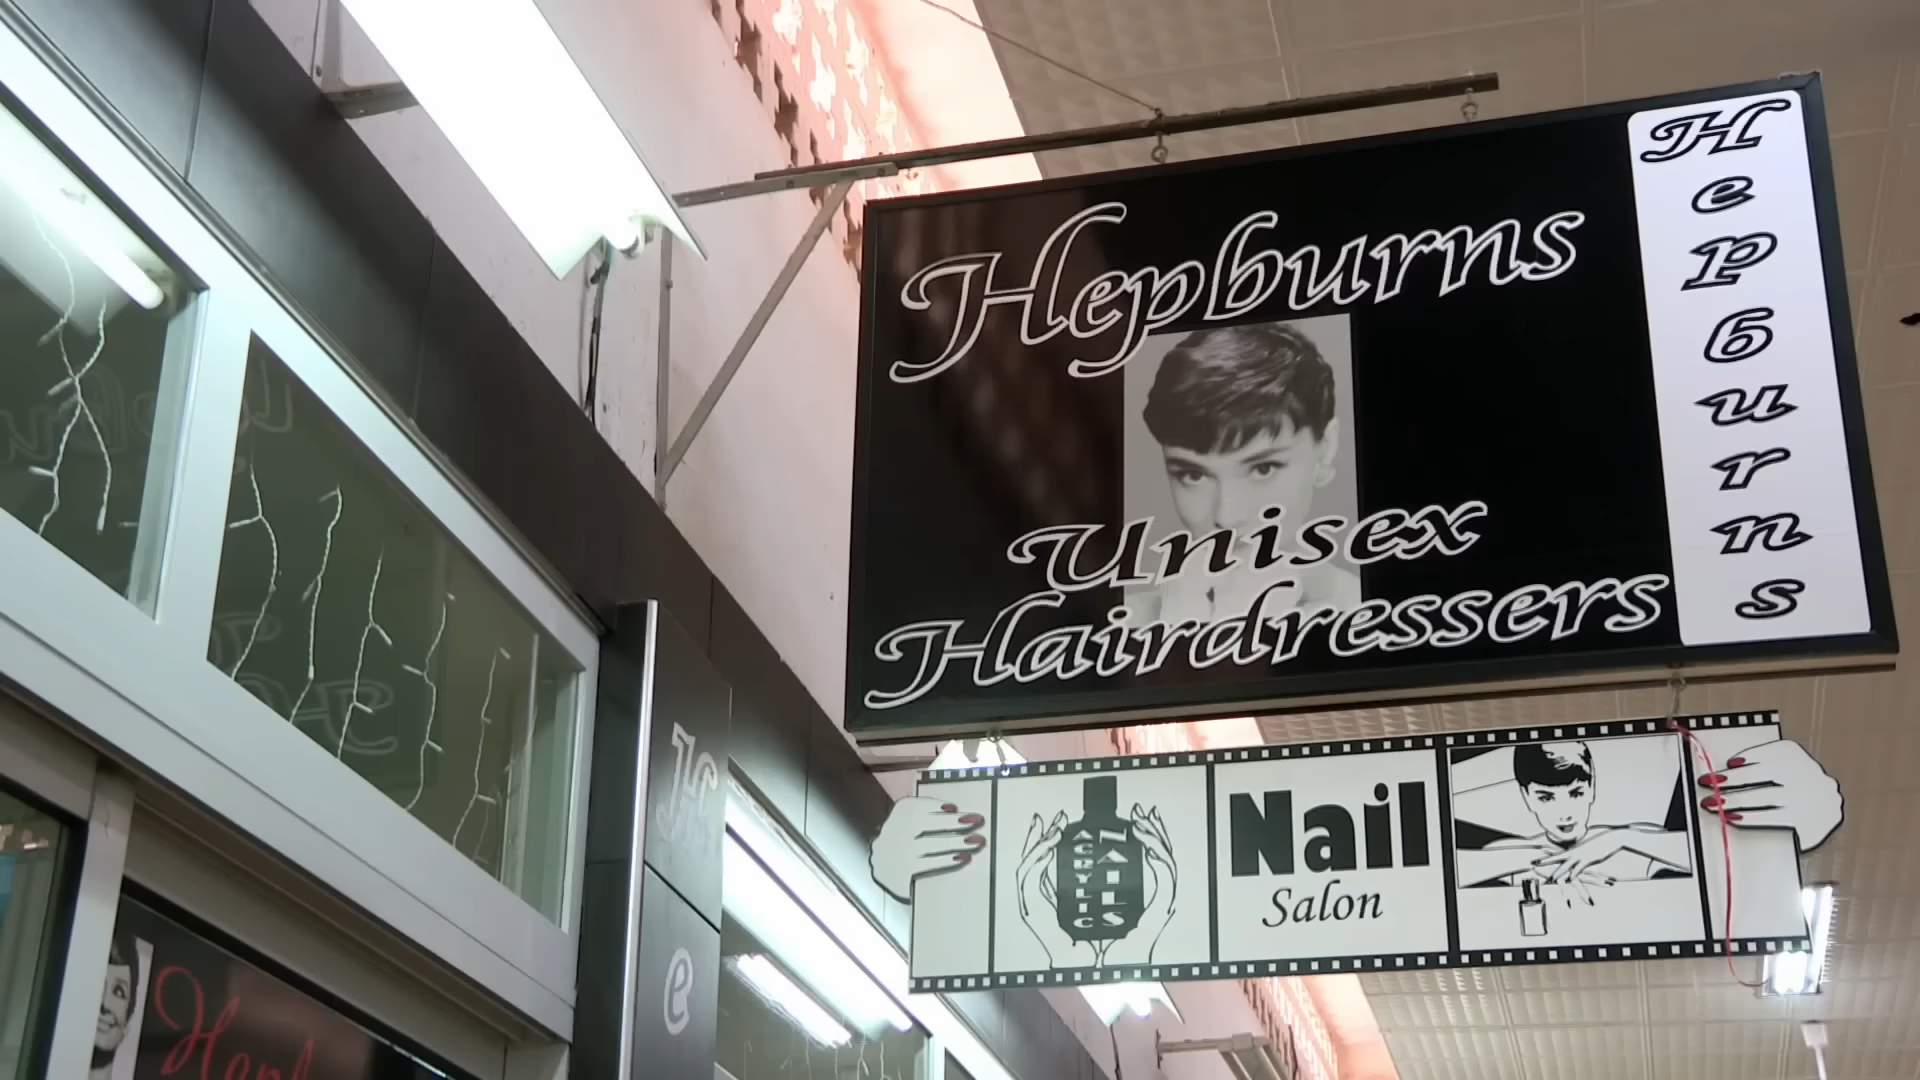 Hepburns
Unisex
Hairdressers
Hepburns
ACRYLIC
NAILS
Nail
Salon
H
e